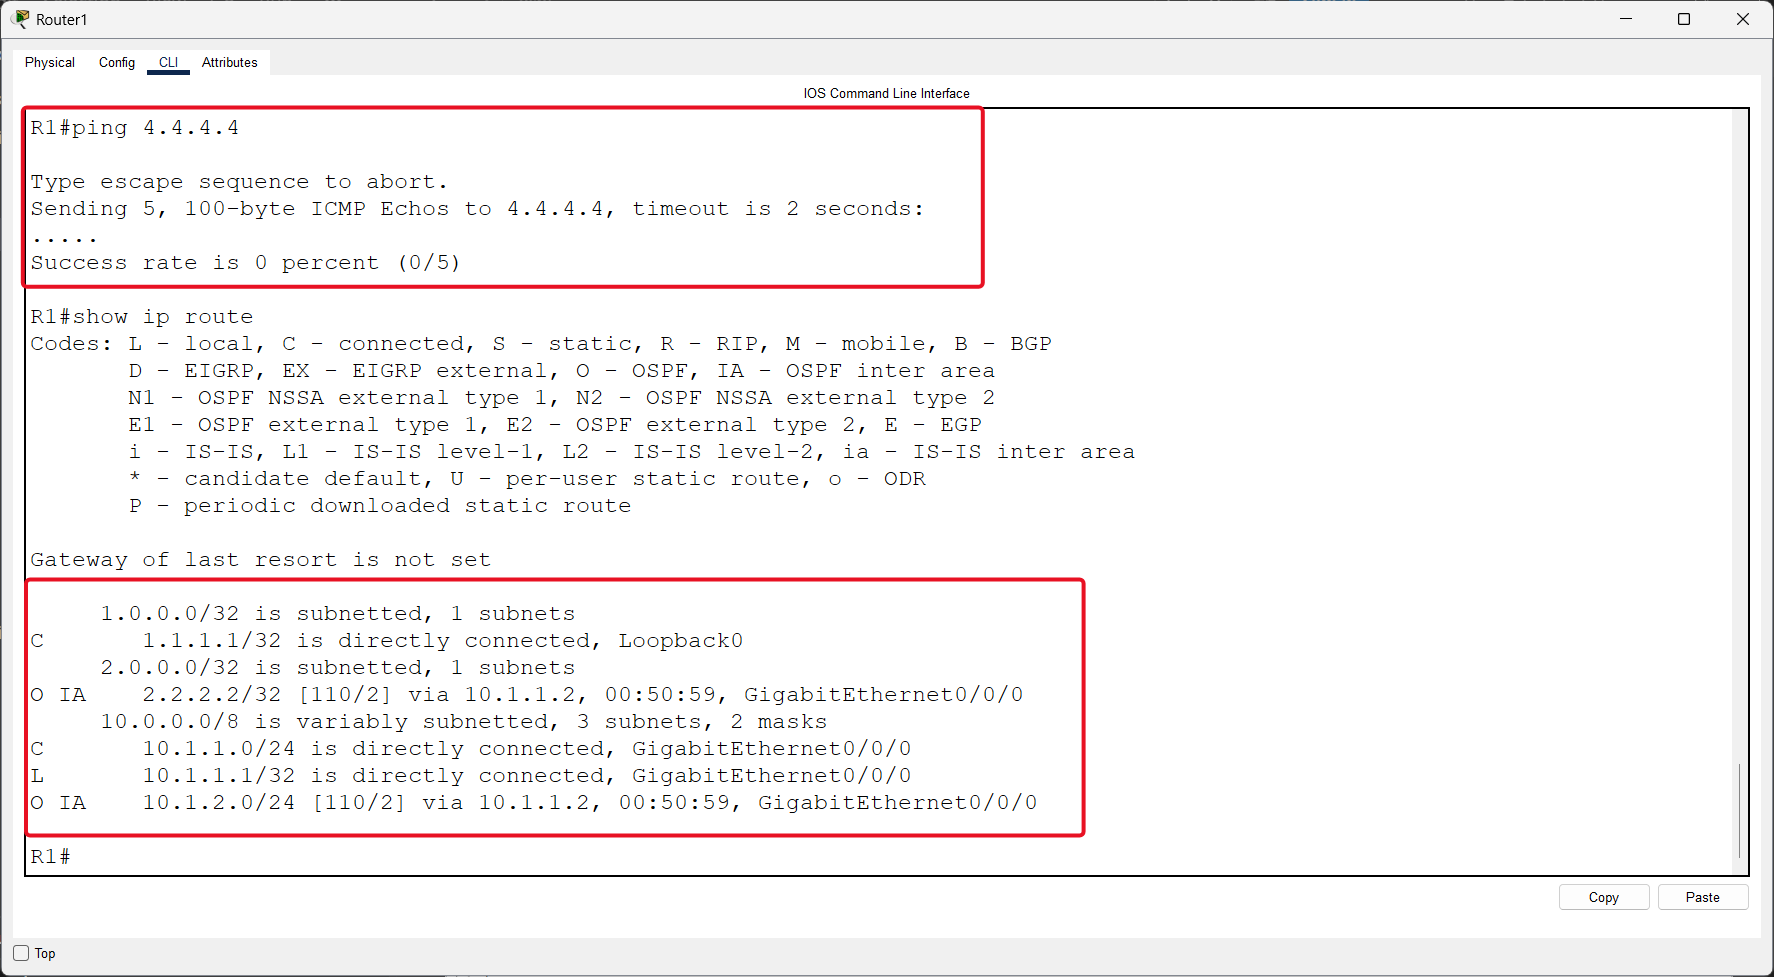 Router1
Physical Config CLI Attributes
IOS Command Line Interface
R1#ping 4.4.4.4
Type escape sequence to abort.
Sending 5, 100-byte ICMP Echos to 4.4.4.4, timeout is 2 seconds:
.....
Success rate is 0 percent (0/5)
R1#show ip route
Codes: L - local, C - connected, S - static, R - RIP, M - mobile, B - BGP
D - EIGRP, EX - EIGRP external, O - OSPF, IA - OSPF inter area
N1 - OSPF NSSA external type 1, N2 - OSPF NSSA external type 2
E1 - OSPF external type 1, E2 - OSPF external type 2, E - EGP
i - IS-IS, L1 - IS-IS level-1, L2 - IS-IS level-2, ia - IS-IS inter area
* - candidate default, U - per-user static route, o - ODR
P - periodic downloaded static route
Gateway of last resort is not set
1.0.0.0/32 is subnetted, 1 subnets
C 1.1.1.1/32 is directly connected, Loopback0
2.0.0.0/32 is subnetted, 1 subnets
O IA 2.2.2.2/32 [110/2] via 10.1.1.2, 00:50:59, GigabitEthernet0/0/0
10.0.0.0/8 is variably subnetted, 3 subnets, 2 masks
C 10.1.1.0/24 is directly connected, GigabitEthernet0/0/0
L 10.1.1.1/32 is directly connected, GigabitEthernet0/0/0
O IA 10.1.2.0/24 [110/2] via 10.1.1.2, 00:50:59, GigabitEthernet0/0/0
R1#
Copy Paste
Top